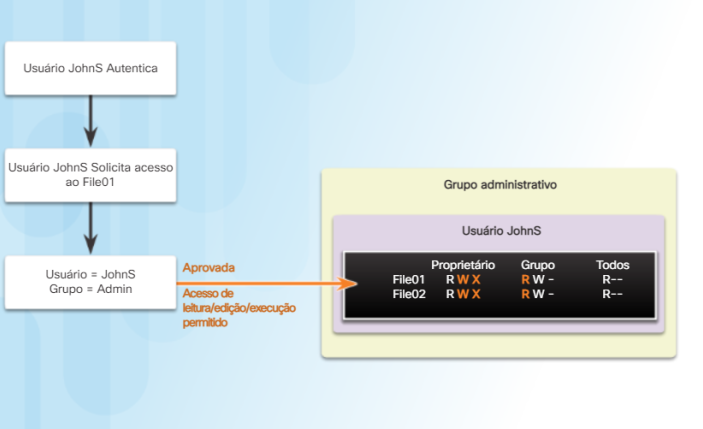 Usuário JohnS Autentica
Usuário JohnS Solicita acesso
ao File01
Usuário = JohnS
Grupo = Admin
Aprovada
Acesso de
leitura/edição/execução
permitido
Grupo administrativo
Usuário JohnS
Proprietário Grupo Todos
File01 R W X R W - R--
File02 R W X R W - R--